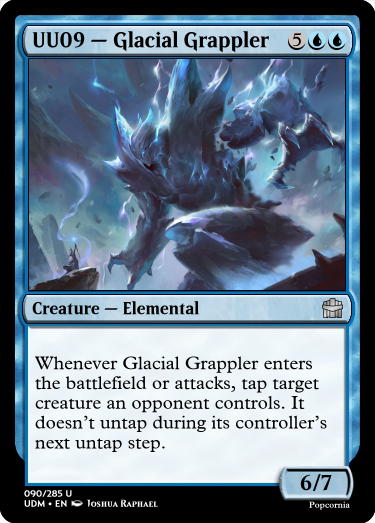 UU09 — Glacial Grappler 5
Creature — Elemental
Whenever Glacial Grappler enters
the battlefield or attacks, tap target
creature an opponent controls. It
doesn't untap during its controller's
next untap step.
6/7
090/285 U
UDM • EN Joshua Raphael
Popcornia